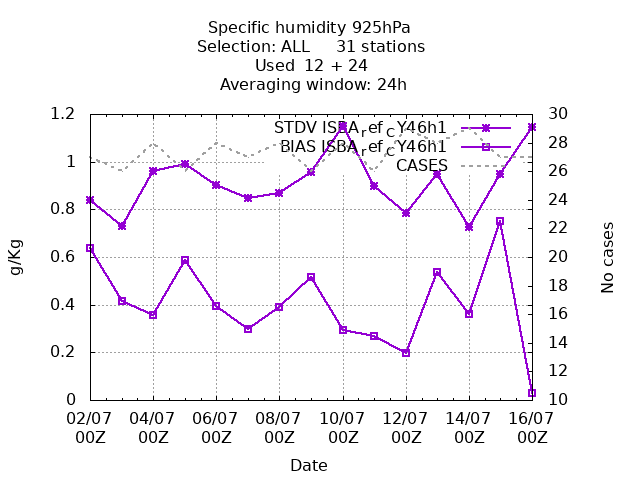 Specific humidity 925hPa
Selection: ALL 31 stations
Used 12 + 24
Averaging window: 24h
STDV ISBA_ref_CY46h1
BIAS ISBA_ref_CY46h1
CASES
1.2
1
0.8
0.6
0.4
0.2
0
g/Kg
30
28
26
24
22
20
18
16
14
12
10
No cases
02/07 04/07 06/07 08/07 10/07 12/07 14/07 16/07
00Z 00Z 00Z 00Z 00Z 00Z 00Z 00Z
Date